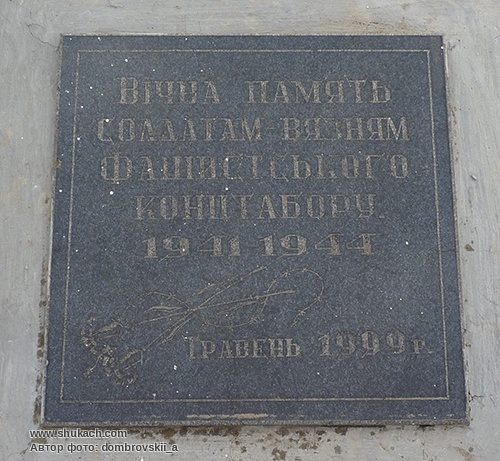 Вічна память
солдатам-вязням
фашистського
концтабору.
1941 1944
Травень 1999 р.
www.shukach.com
Автор фото: dombrovskii_a